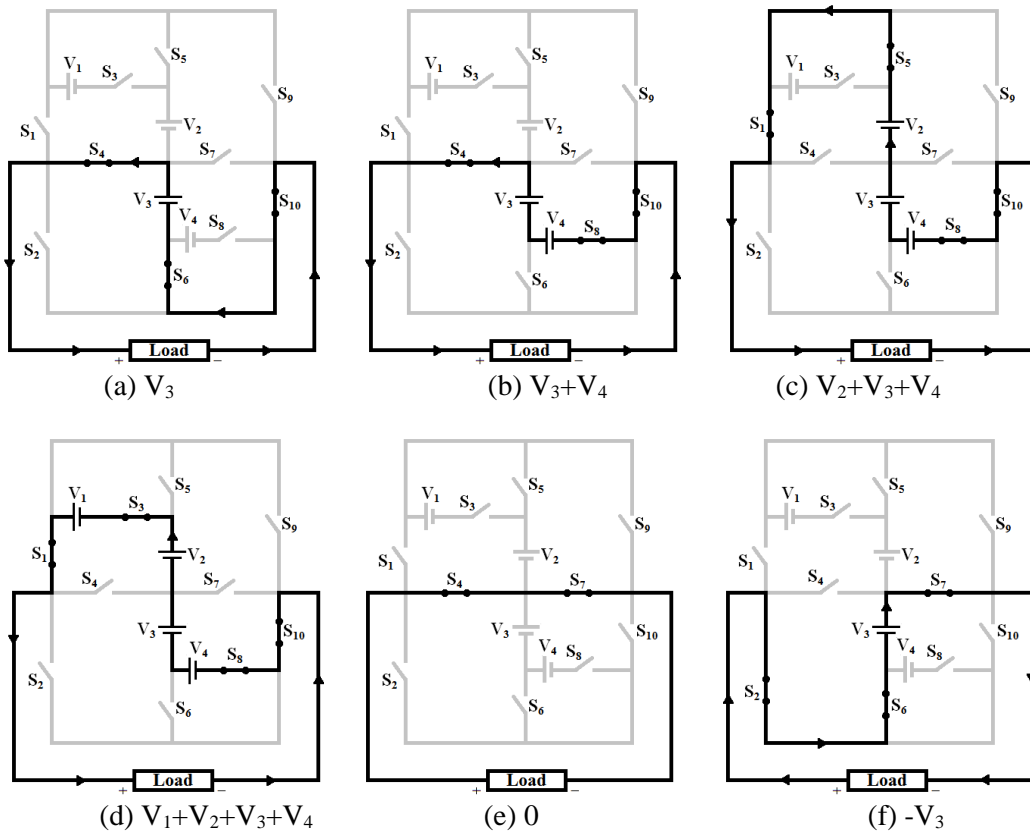 V1 S3 S5 S9
S1 V2
S4 S7
V3 S10
V4 S8
S2 S6
+ Load −
(a) V3
V1 S3 S5 S9
S1 V2
S4 S7
V3 S10
V4 S8
S2 S6
+ Load −
(b) V3+V4
V1 S3 S5 S9
S1 V2
S4 S7
V3 S10
V4 S8
S2 S6
+ Load −
(c) V2+V3+V4
V1 S3 S5 S9
S1 V2
S4 S7
V3 S10
V4 S8
S2 S6
+ Load −
(d) V1+V2+V3+V4
V1 S3 S5 S9
S1 V2
S4 S7
V3 S10
V4 S8
S2 S6
+ Load −
(e) 0
V1 S3 S5 S9
S1 V2
S4 S7
V3 S10
V4 S8
S2 S6
+ Load −
(f) -V3